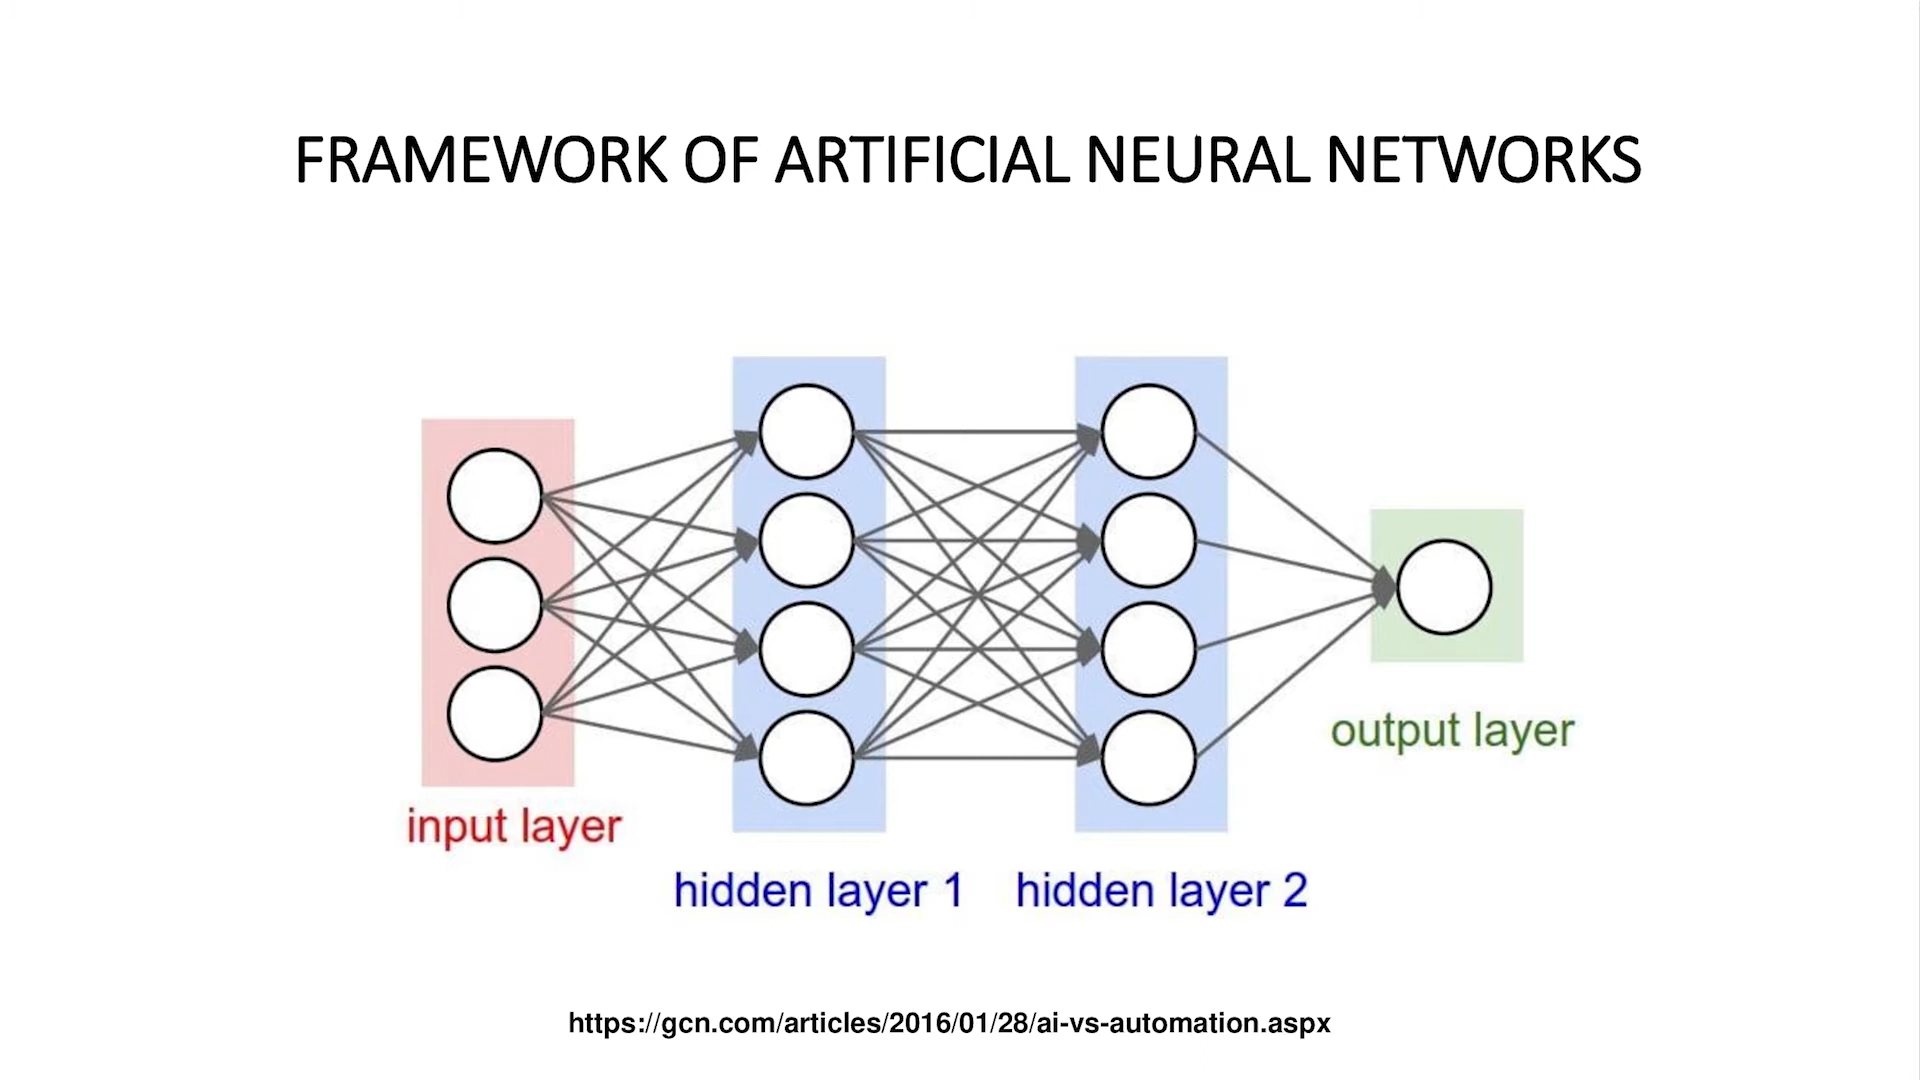 FRAMEWORK OF ARTIFICIAL NEURAL NETWORKS
input layer
hidden layer 1
hidden layer 2
output layer
https://gcn.com/articles/2016/01/28/ai-vs-automation.aspx